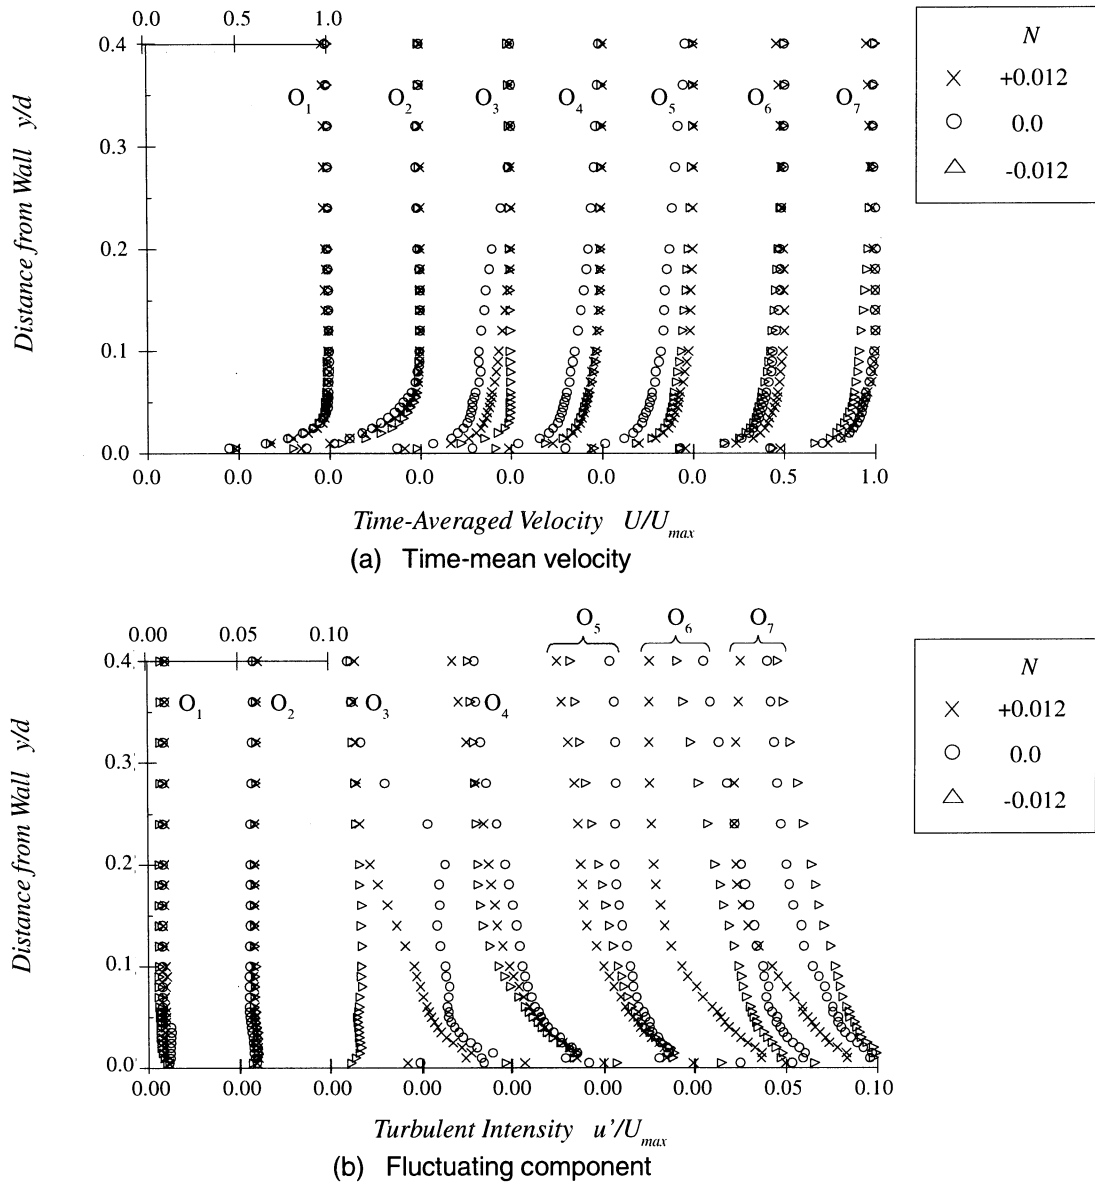 0.0 0.5 1.0
0.4
0.3
0.2
0.1
0.0
Distance from Wall y/d
O1 O2 O3 O4 O5 O6 O7
N
+0.012
0.0
-0.012
0.0 0.0 0.0 0.0 0.0 0.0 0.0 0.5 1.0
Time-Averaged Velocity U/Umax
(a) Time-mean velocity
0.00 0.05 0.10
O5 O6 O7
0.4
0.3
0.2
0.1
0.0
Distance from Wall y/d
O1 O2 O3 O4
N
+0.012
0.0
-0.012
0.00 0.00 0.00 0.00 0.00 0.00 0.00 0.05 0.10
Turbulent Intensity u'/Umax
(b) Fluctuating component